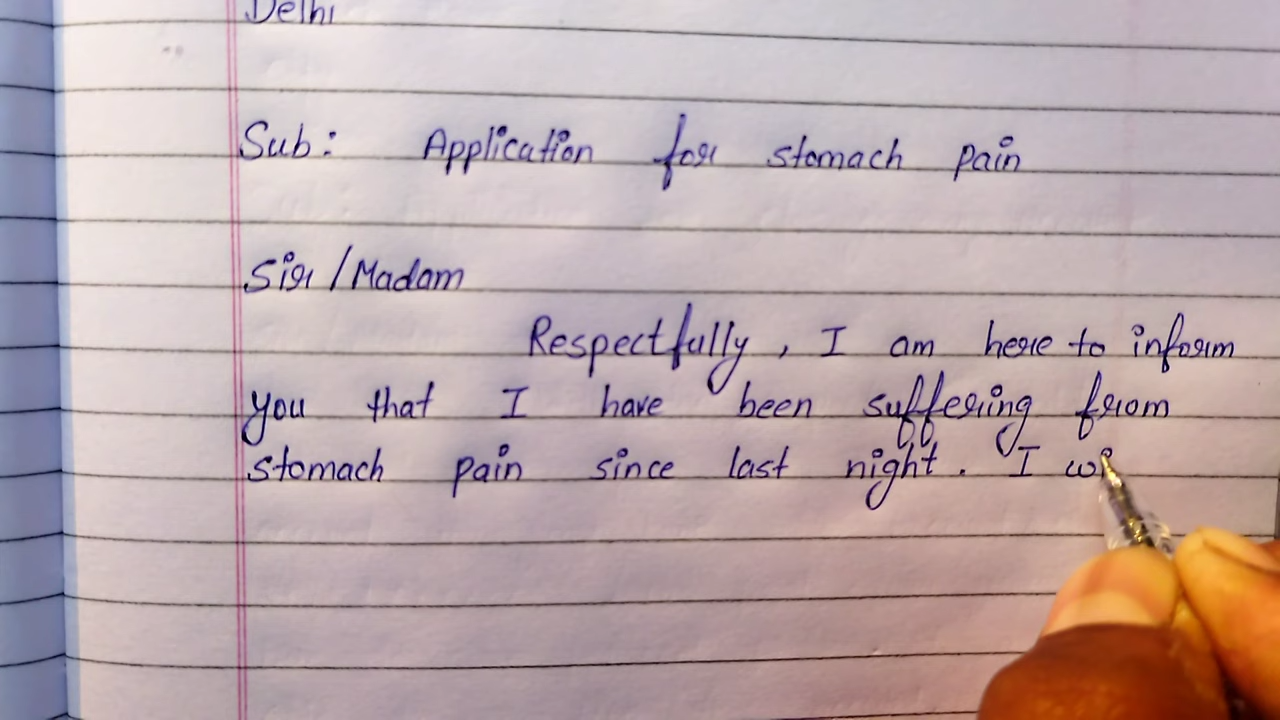 Delhi
Sub: Application for stomach pain
Sir/Madam
Respectfully, I am here to inform
you that I have been suffering from
stomach pain since last night. I wi